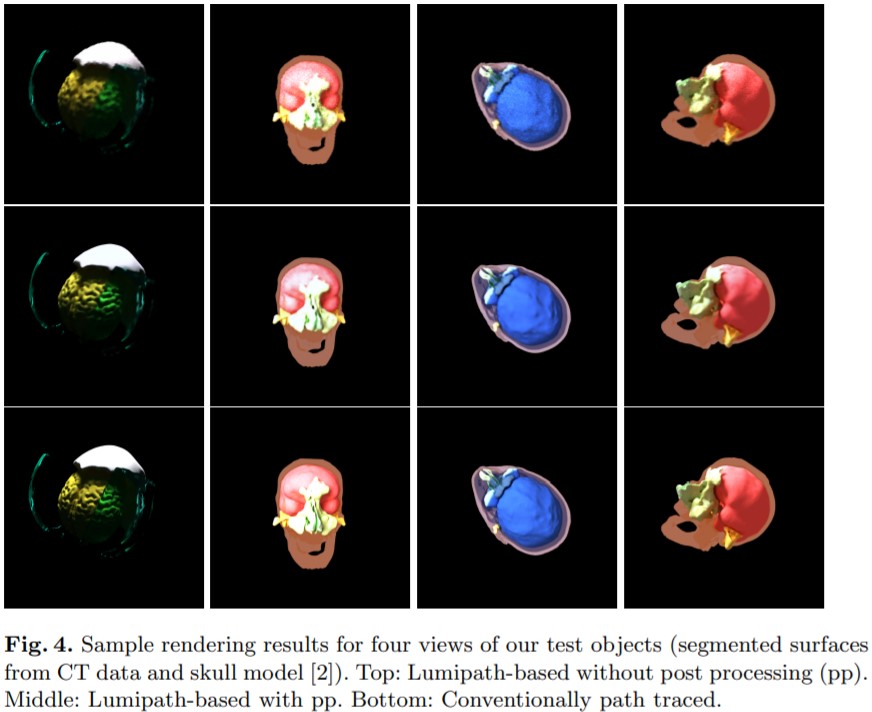 Fig. 4. Sample rendering results for four views of our test objects (segmented surfaces
from CT data and skull model [2]). Top: Lumipath-based without post processing (pp).
Middle: Lumipath-based with pp. Bottom: Conventionally path traced.